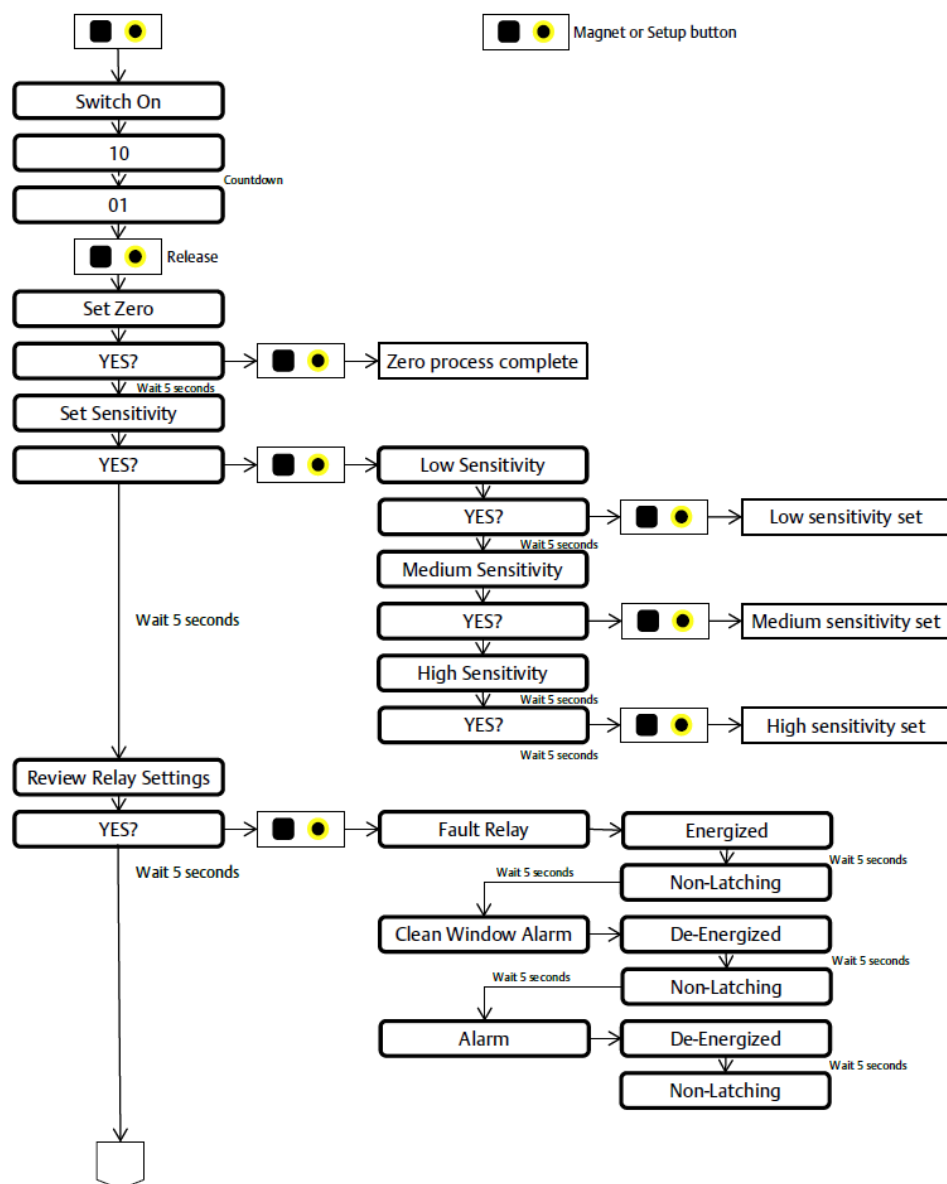 Magnet or Setup button
Switch On
10
Countdown
01
Release
Set Zero
YES?
Zero process complete
Wait 5 seconds
Set Sensitivity
YES?
Low Sensitivity
YES?
Low sensitivity set
Wait 5 seconds
Medium Sensitivity
Wait 5 seconds
YES?
Medium sensitivity set
High Sensitivity
Wait 5 seconds
YES?
High sensitivity set
Wait 5 seconds
Review Relay Settings
YES?
Fault Relay
Energized
Wait 5 seconds
Wait 5 seconds
Wait 5 seconds
Non-Latching
Clean Window Alarm
De-Energized
Wait 5 seconds
Wait 5 seconds
Non-Latching
Alarm
De-Energized
Wait 5 seconds
Non-Latching